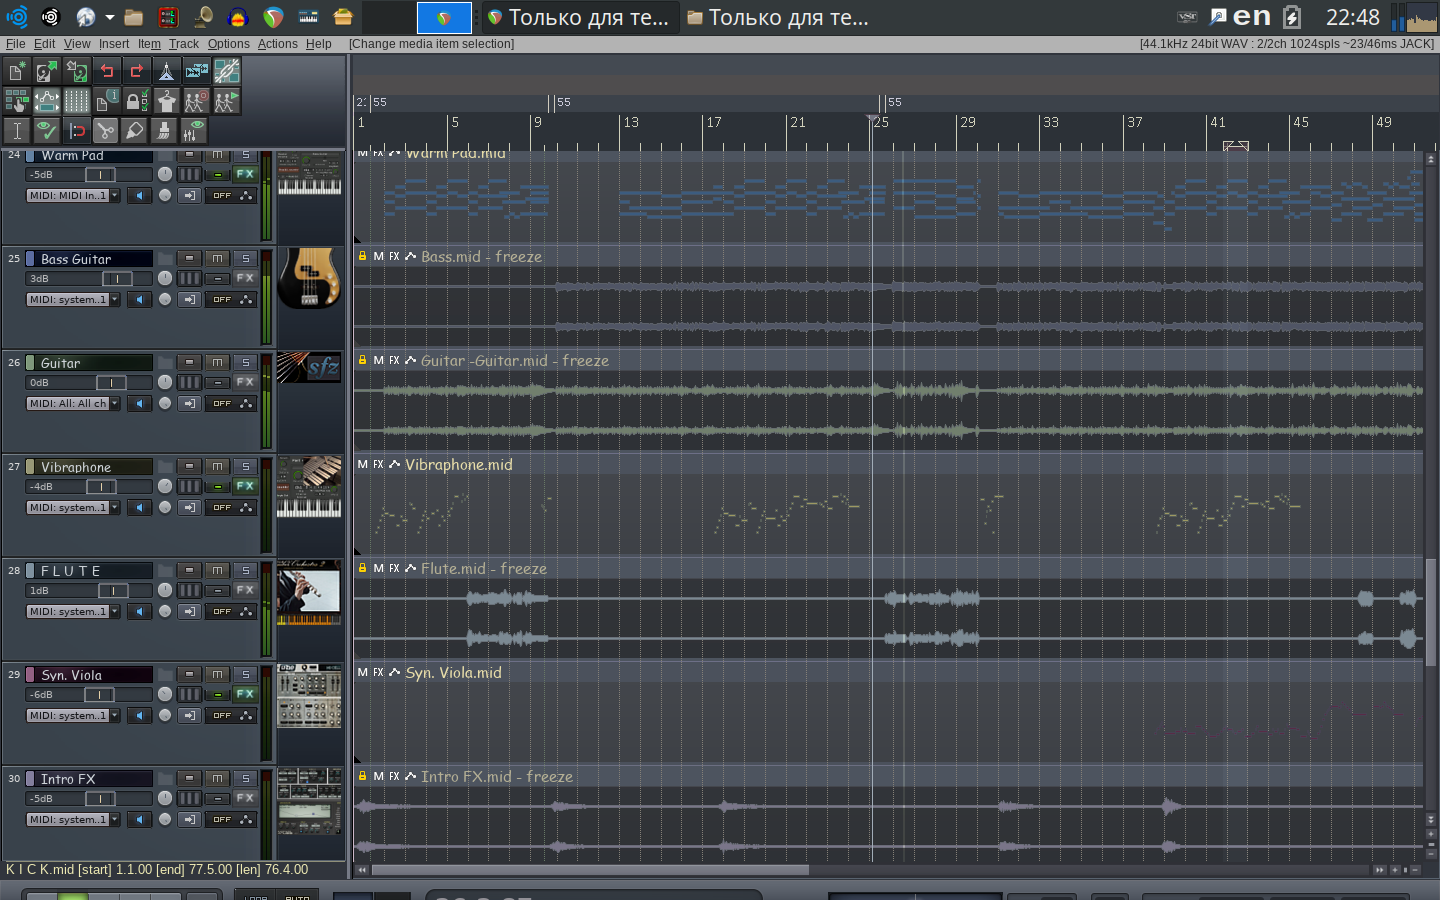 Только для те...
Только для те...
en
22:48
File Edit View Insert Item Track Options Actions Help [Change media item selection]
[44.1kHz 24bit WAV : 2/2ch 1024spls ~23/46ms JACK]
55 55 55
1 5 9 13 17 21 25 29 33 37 41 45 49
24 Warm Pad M S
-5dB FX
MIDI: MIDI In..1 OFF
M FX Warm Pad.mid
25 Bass Guitar M S
3dB FX
MIDI: system..1 OFF
M FX Bass.mid - freeze
26 Guitar M S
0dB FX
MIDI: All: All ch OFF
sfz
M FX Guitar -Guitar.mid - freeze
27 Vibraphone M S
-4dB FX
MIDI: system..1 OFF
M FX Vibraphone.mid
28 F L U T E M S
1dB FX
MIDI: system..1 OFF
M FX Flute.mid - freeze
29 Syn. Viola M S
-6dB FX
MIDI: system..1 OFF
M FX Syn. Viola.mid
30 Intro FX M S
-5dB FX
MIDI: system..1 OFF
M FX Intro FX.mid - freeze
K I C K.mid [start] 1.1.00 [end] 77.5.00 [len] 76.4.00